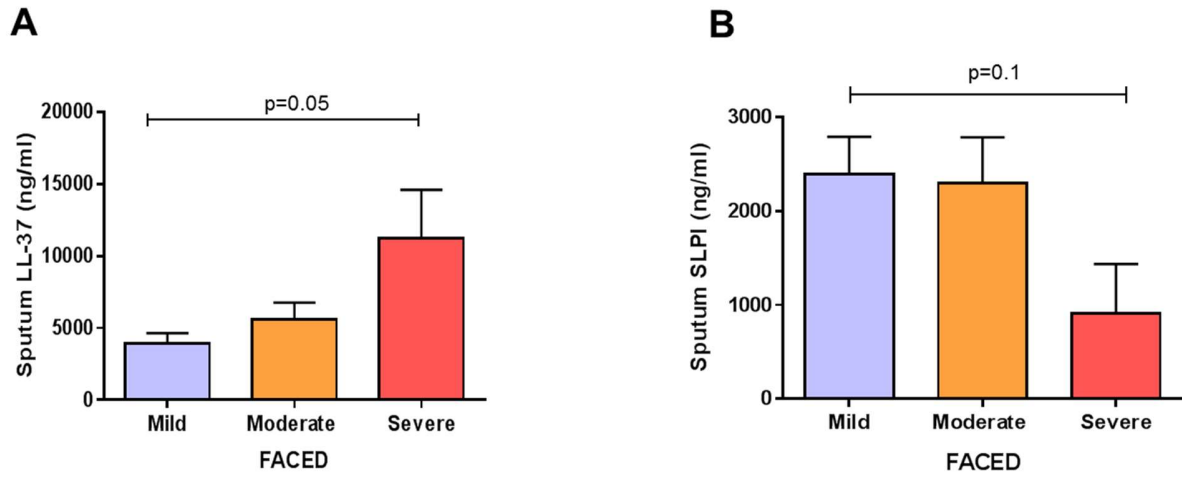 A
p=0.05
Sputum LL-37 (ng/ml)
20000
15000
10000
5000
0
Mild Moderate Severe
FACED
B
p=0.1
Sputum SLPI (ng/ml)
3000
2000
1000
0
Mild Moderate Severe
FACED